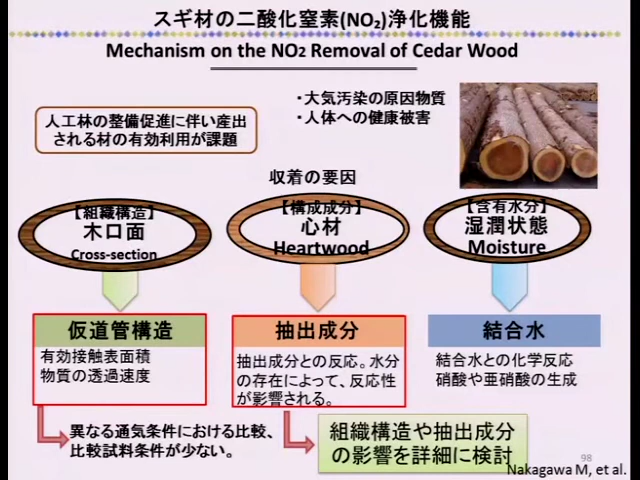 スギ材の二酸化窒素(NO₂)浄化機能
Mechanism on the NO2 Removal of Cedar Wood
人工林の整備促進に伴い産出
される材の有効利用が課題
・大気汚染の原因物質
・人体への健康被害
収着の要因
【組織構造】
木口面
Cross-section
【構成成分】
心材
Heartwood
【含有水分】
湿潤状態
Moisture
仮道管構造
有効接触表面積
物質の透過速度
抽出成分
抽出成分との反応。水分
の存在によって、反応性
が影響される。
結合水
結合水との化学反応
硝酸や亜硝酸の生成
異なる通気条件における比較、
比較試料条件が少ない。
組織構造や抽出成分
の影響を詳細に検討
98
Nakagawa M, et al.